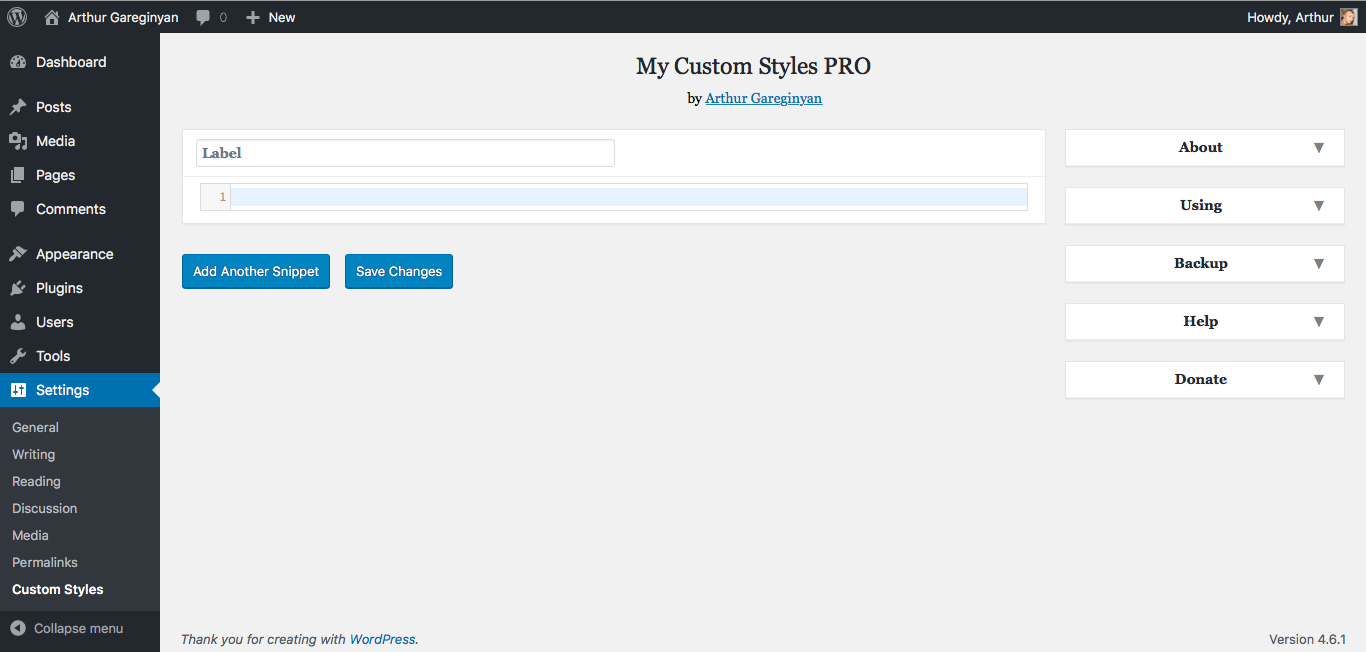 Arthur Gareginyan 0 New Howdy, Arthur
Dashboard
Posts
Media
Pages
Comments
Appearance
Plugins
Users
Tools
Settings
General
Writing
Reading
Discussion
Media
Permalinks
Custom Styles
Collapse menu
My Custom Styles PRO
by Arthur Gareginyan
Label
1
Add Another Snippet Save Changes
About ▼
Using ▼
Backup ▼
Help ▼
Donate ▼
Thank you for creating with WordPress. Version 4.6.1